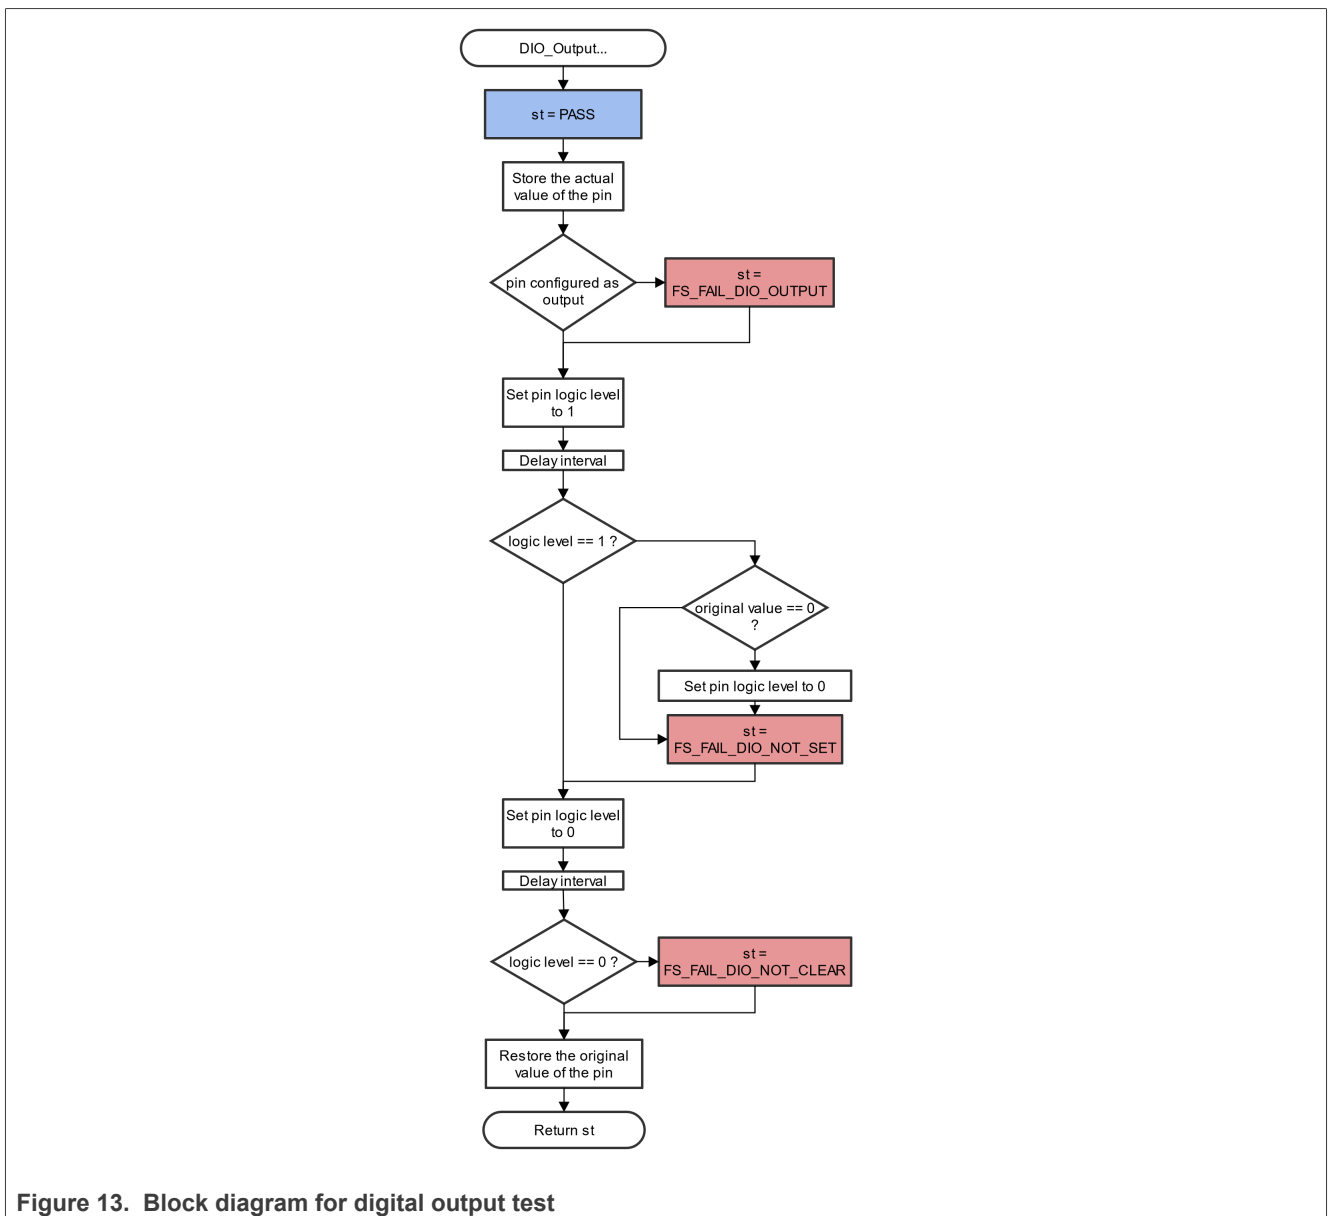 DIO_Output...
st = PASS
Store the actual
value of the pin
pin configured as
output
st =
FS_FAIL_DIO_OUTPUT
Set pin logic level
to 1
Delay interval
logic level == 1 ?
original value == 0
?
Set pin logic level to 0
st =
FS_FAIL_DIO_NOT_SET
Set pin logic level
to 0
Delay interval
logic level == 0 ?
st =
FS_FAIL_DIO_NOT_CLEAR
Restore the original
value of the pin
Return st
Figure 13. Block diagram for digital output test